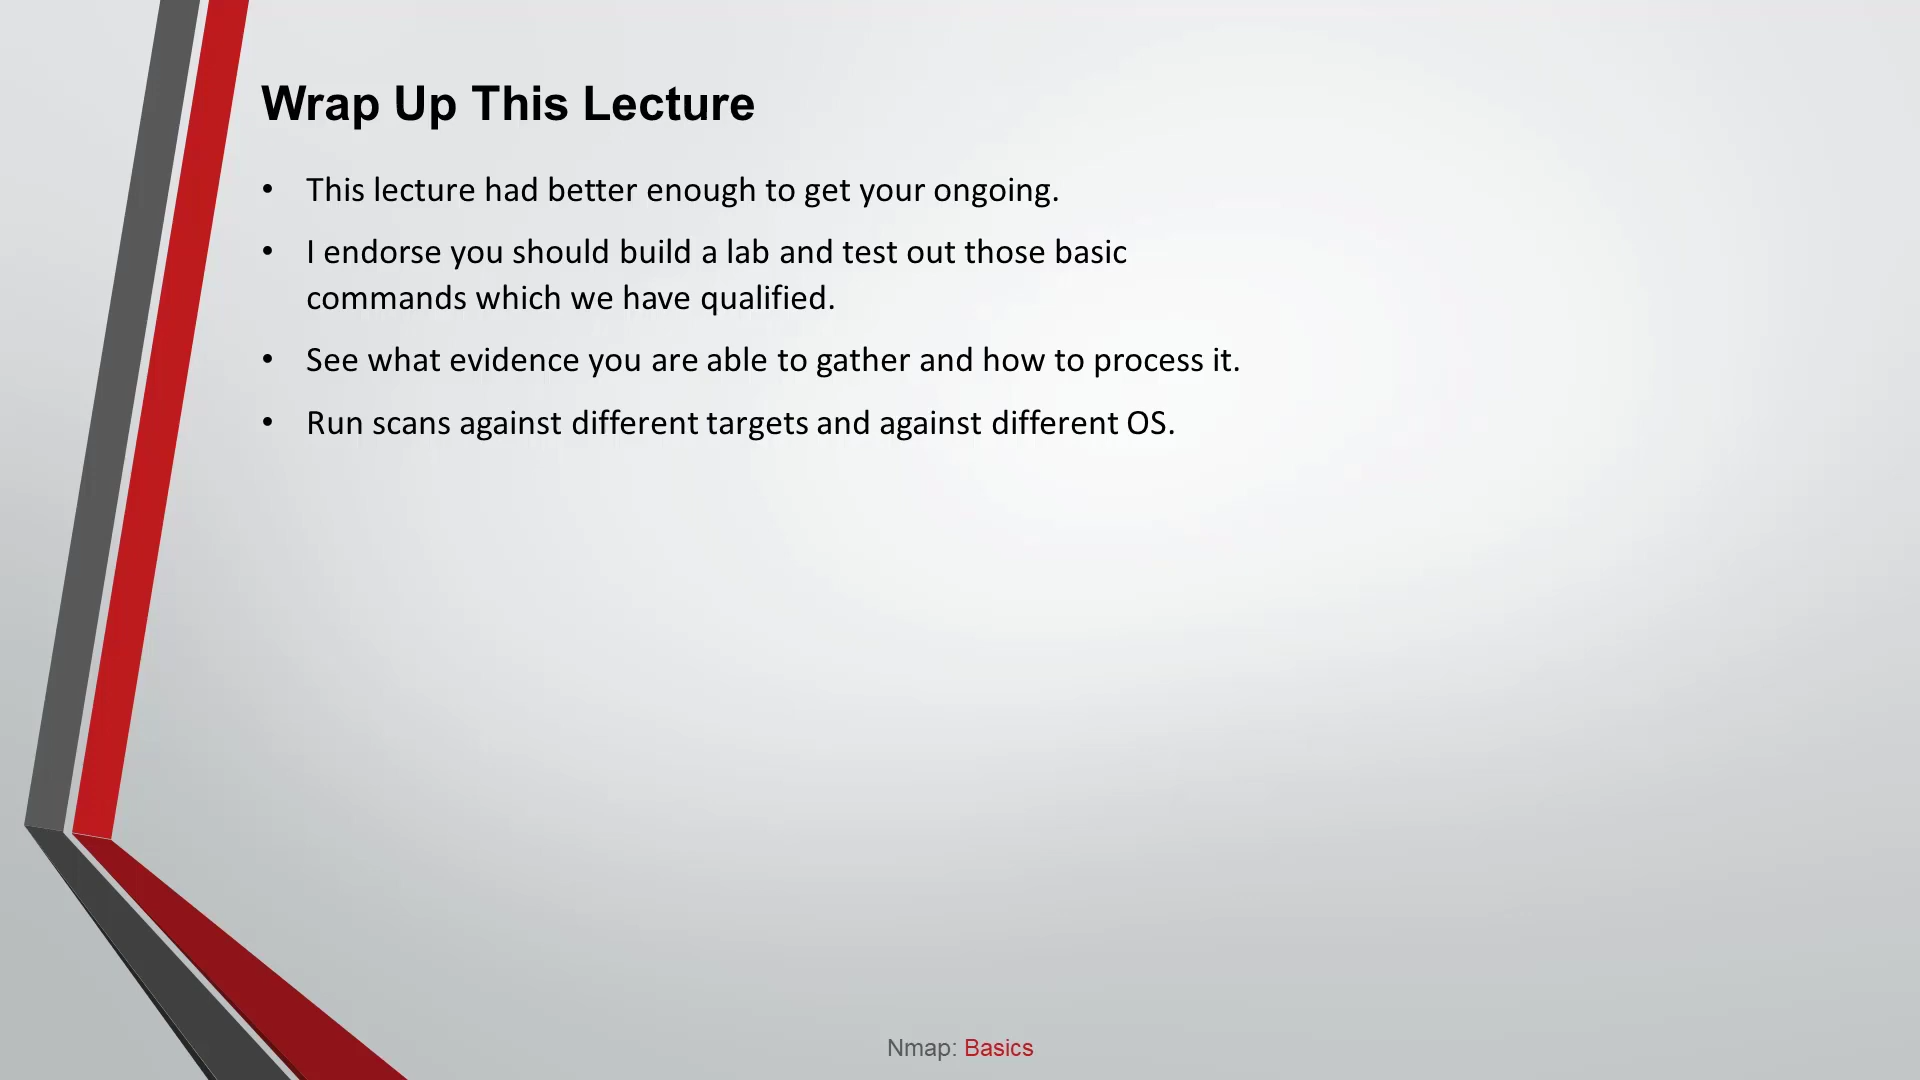 Wrap Up This Lecture
• This lecture had better enough to get your ongoing.
• I endorse you should build a lab and test out those basic
commands which we have qualified.
• See what evidence you are able to gather and how to process it.
• Run scans against different targets and against different OS.
Nmap: Basics